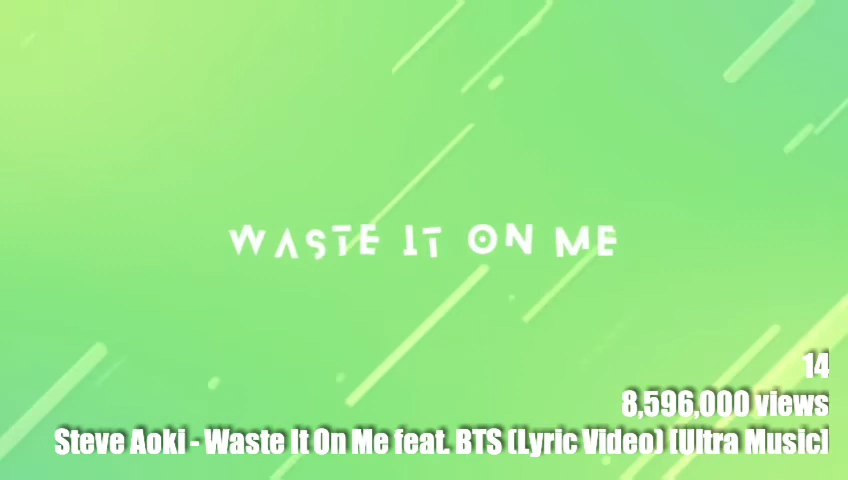 WASTE IT ON ME
14
8,596,000 views
Steve Aoki - Waste It On Me feat. BTS (Lyric Video) [Ultra Music]